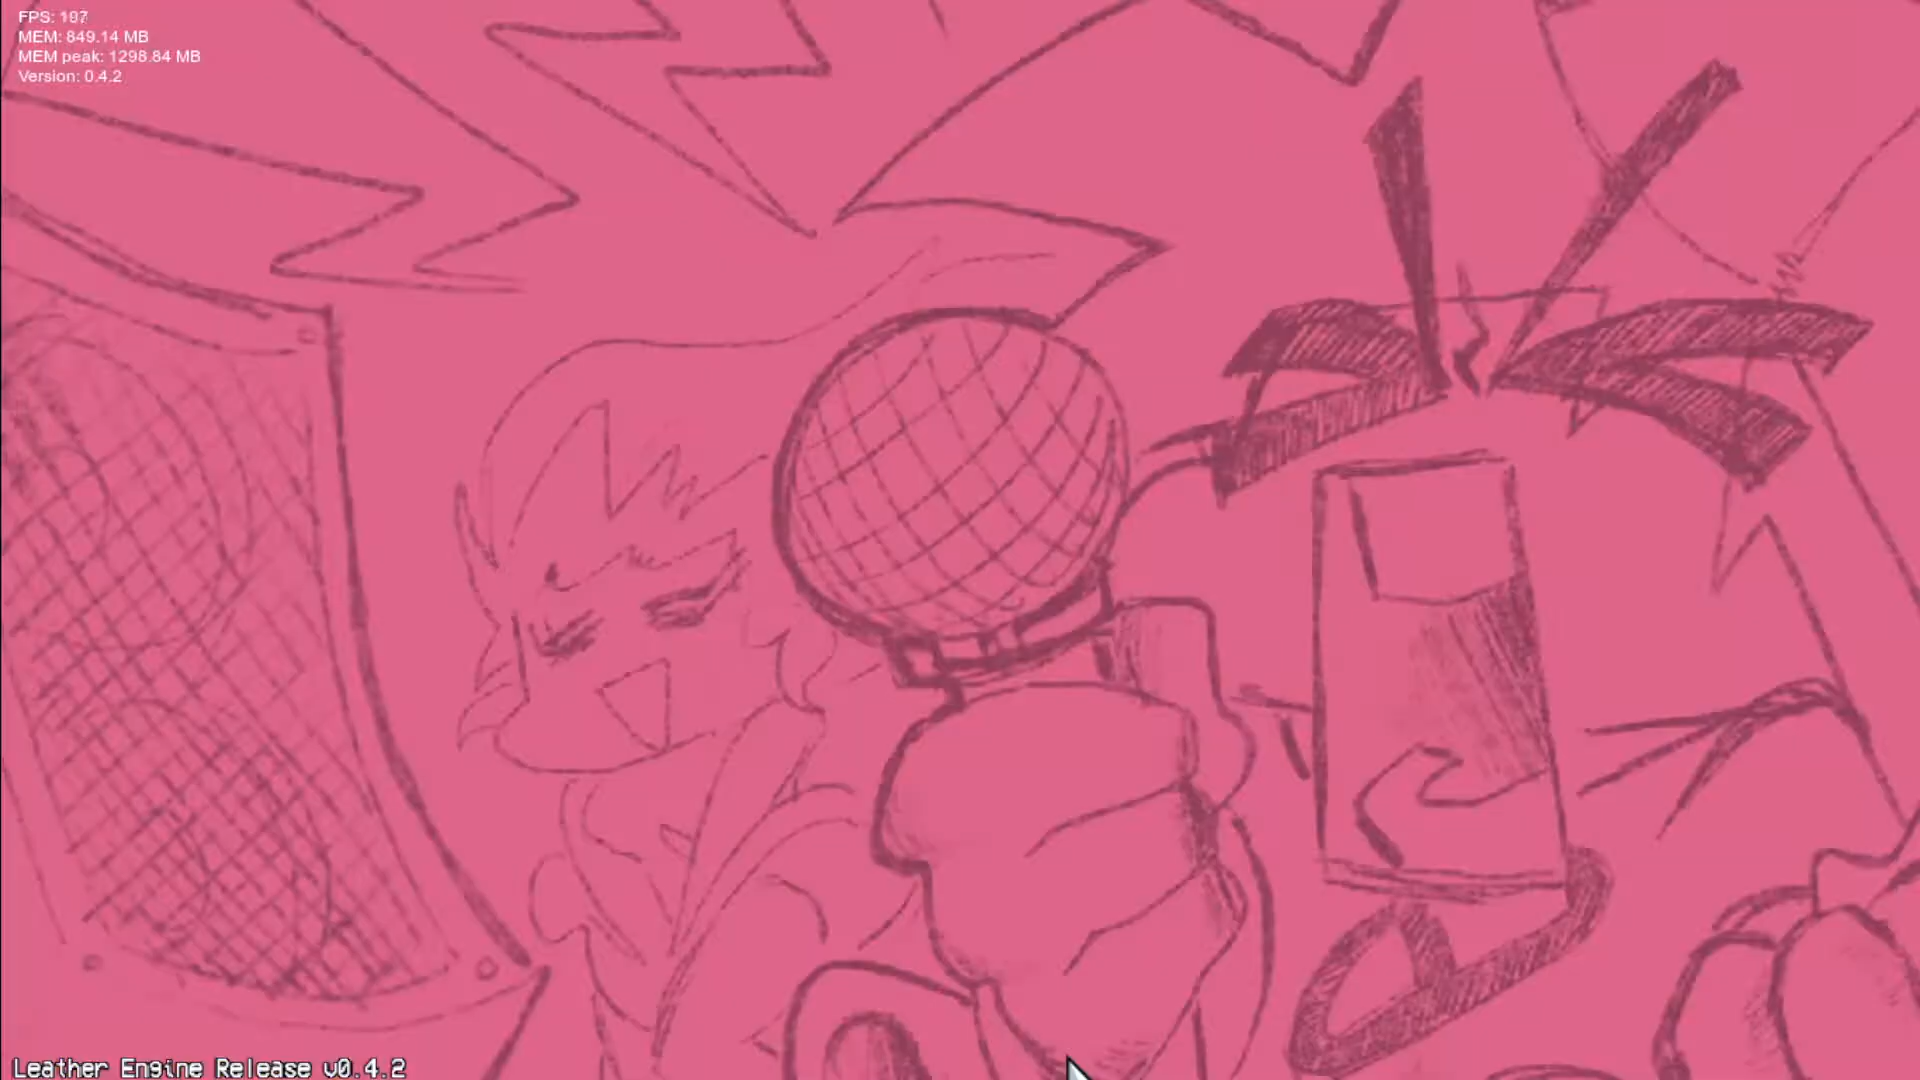 FPS: 197
MEM: 849.14 MB
MEM peak: 1298.84 MB
Version: 0.4.2
Leather Engine Release v0.4.2